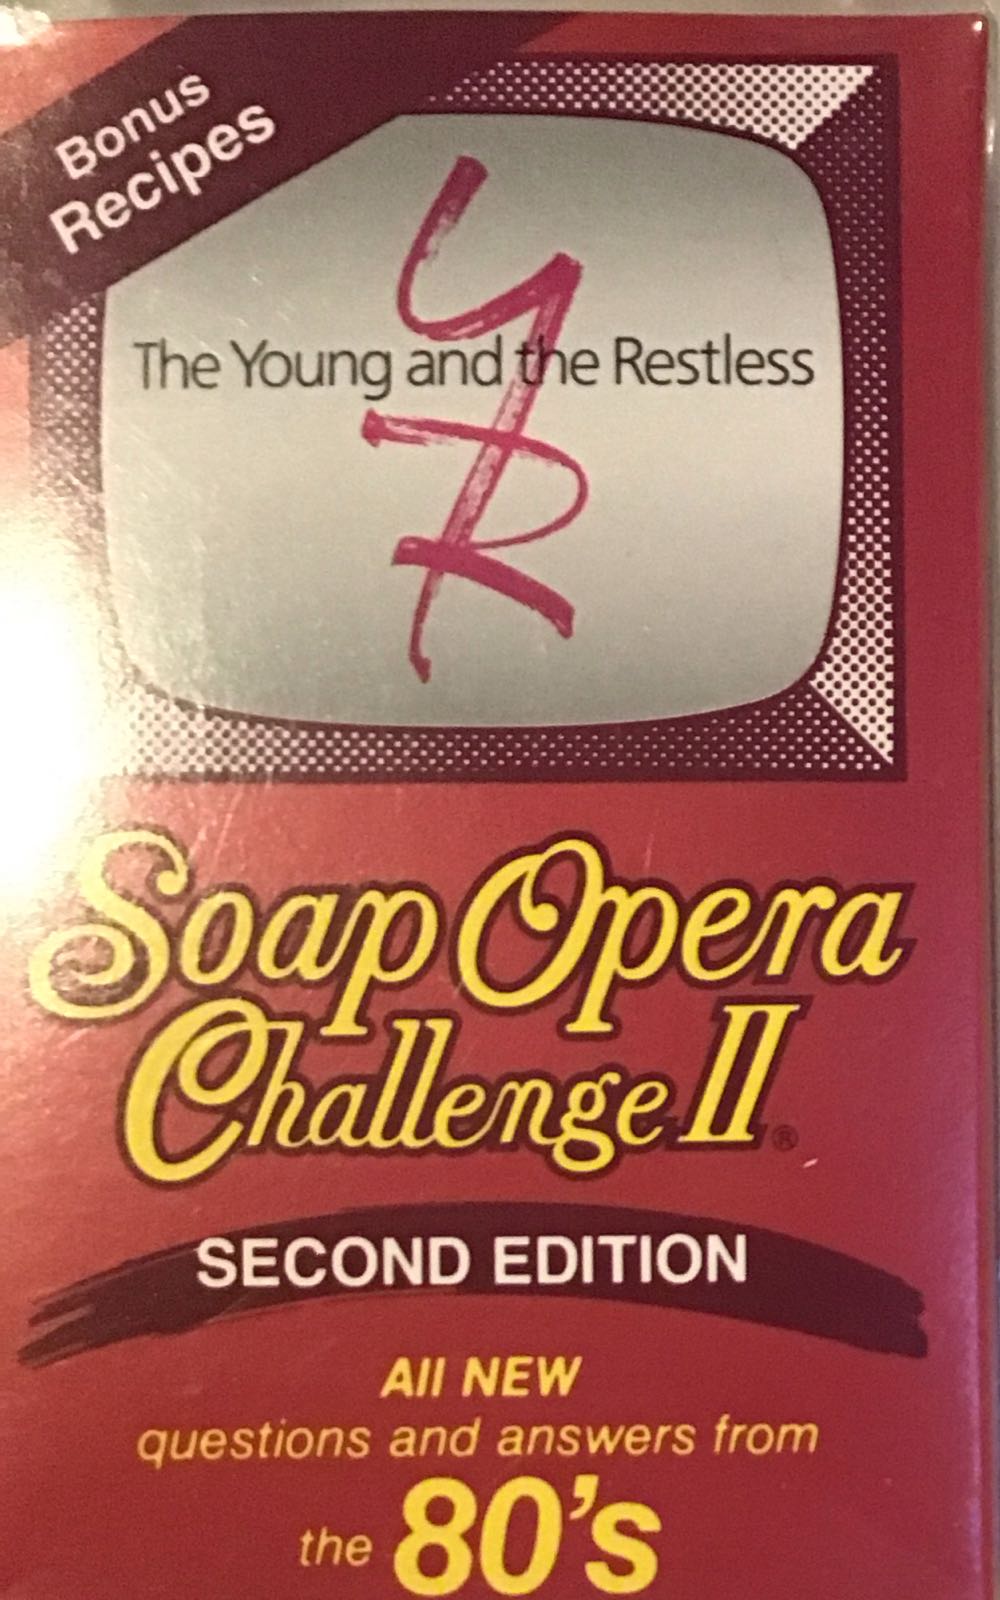 Bonus
Recipes
YR
The Young and the Restless
Soap Opera
Challenge II®
SECOND EDITION
All NEW
questions and answers from
the 80's